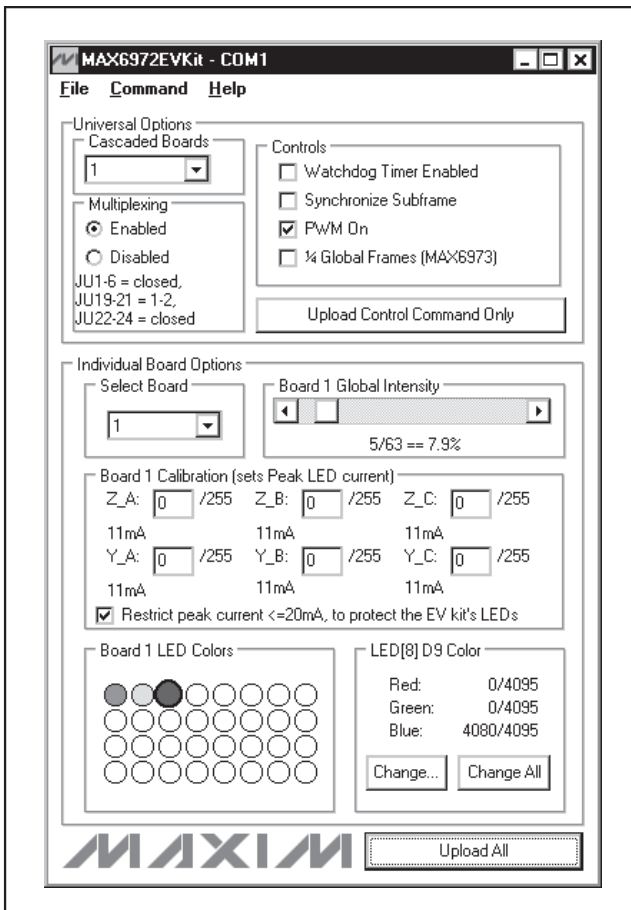 MAX6972EVKit - COM1
File Command Help
Universal Options
Cascaded Boards
1
Multiplexing
Enabled
Disabled
JU1-6 = closed,
JU19-21 = 1-2,
JU22-24 = closed
Controls
Watchdog Timer Enabled
Synchronize Subframe
PWM On
¼ Global Frames (MAX6973)
Upload Control Command Only
Individual Board Options
Select Board
1
Board 1 Global Intensity
5/63 == 7.9%
Board 1 Calibration (sets Peak LED current)
Z_A: 0 /255 Z_B: 0 /255 Z_C: 0 /255
11mA 11mA 11mA
Y_A: 0 /255 Y_B: 0 /255 Y_C: 0 /255
11mA 11mA 11mA
Restrict peak current <=20mA, to protect the EV kit's LEDs
Board 1 LED Colors
LED[8] D9 Color
Red: 0/4095
Green: 0/4095
Blue: 4080/4095
Change... Change All
MAXIM
Upload All